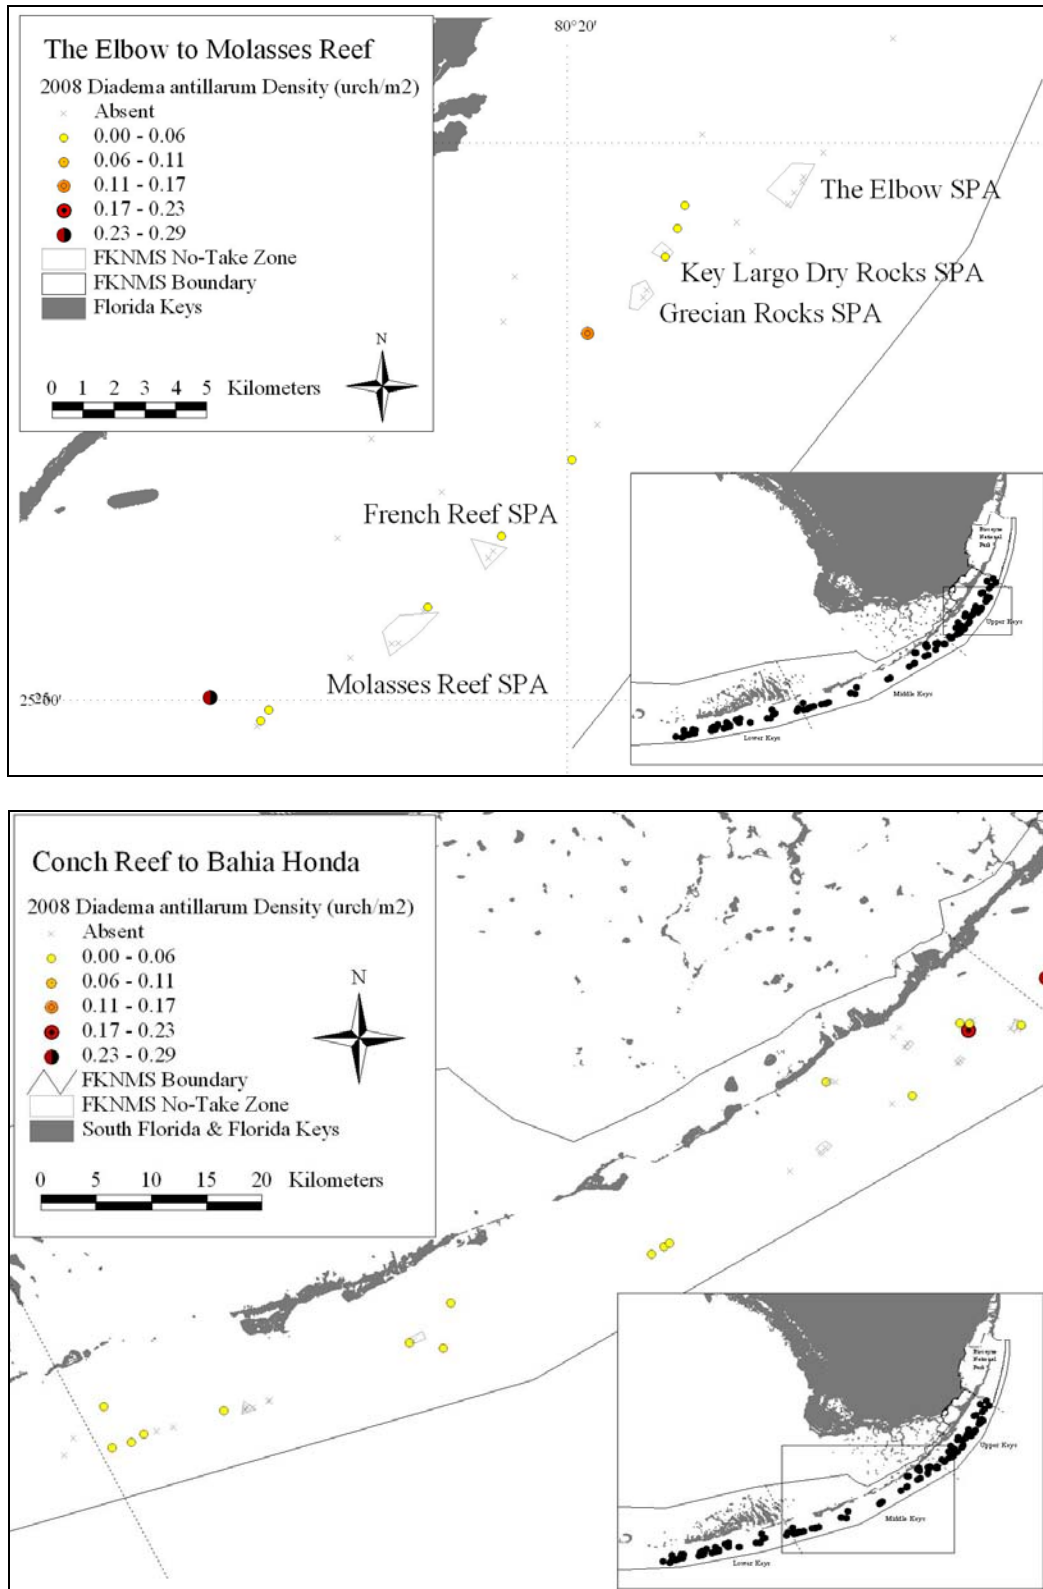 The Elbow to Molasses Reef
2008 Diadema antillarum Density (urch/m2)
Absent
0.00 - 0.06
0.06 - 0.11
0.11 - 0.17
0.17 - 0.23
0.23 - 0.29
FKNMS No-Take Zone
FKNMS Boundary
Florida Keys
N
0 1 2 3 4 5 Kilometers
80°20'
The Elbow SPA
Key Largo Dry Rocks SPA
Grecian Rocks SPA
French Reef SPA
Molasses Reef SPA
Biscayne
National
Park
Upper Keys
Middle Keys
Lower Keys
Conch Reef to Bahia Honda
2008 Diadema antillarum Density (urch/m2)
Absent
0.00 - 0.06
0.06 - 0.11
0.11 - 0.17
0.17 - 0.23
0.23 - 0.29
FKNMS Boundary
FKNMS No-Take Zone
South Florida & Florida Keys
N
0 5 10 15 20 Kilometers
Biscayne
National
Park
Upper Keys
Middle Keys
Lower Keys